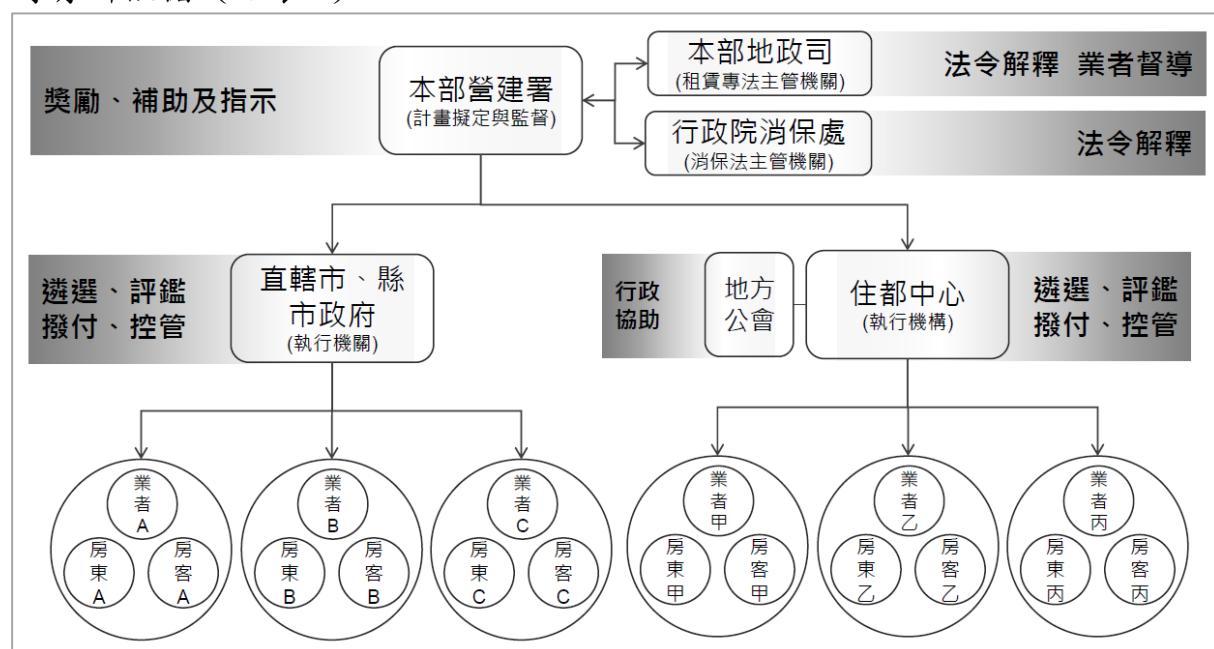 獎勵、補助及指示
本部營建署
(計畫擬定與監督)
本部地政司
(租賃專法主管機關)
法令解釋 業者督導
行政院消保處
(消保法主管機關)
法令解釋
遴選、評鑑
撥付、控管
直轄市、縣
市政府
(執行機關)
行政
協助
地方
公會
住都中心
(執行機構)
遴選、評鑑
撥付、控管
業者A
房東A
房客A
業者B
房東B
房客B
業者C
房東C
房客C
業者甲
房東甲
房客甲
業者乙
房東乙
房客乙
業者丙
房東丙
房客丙